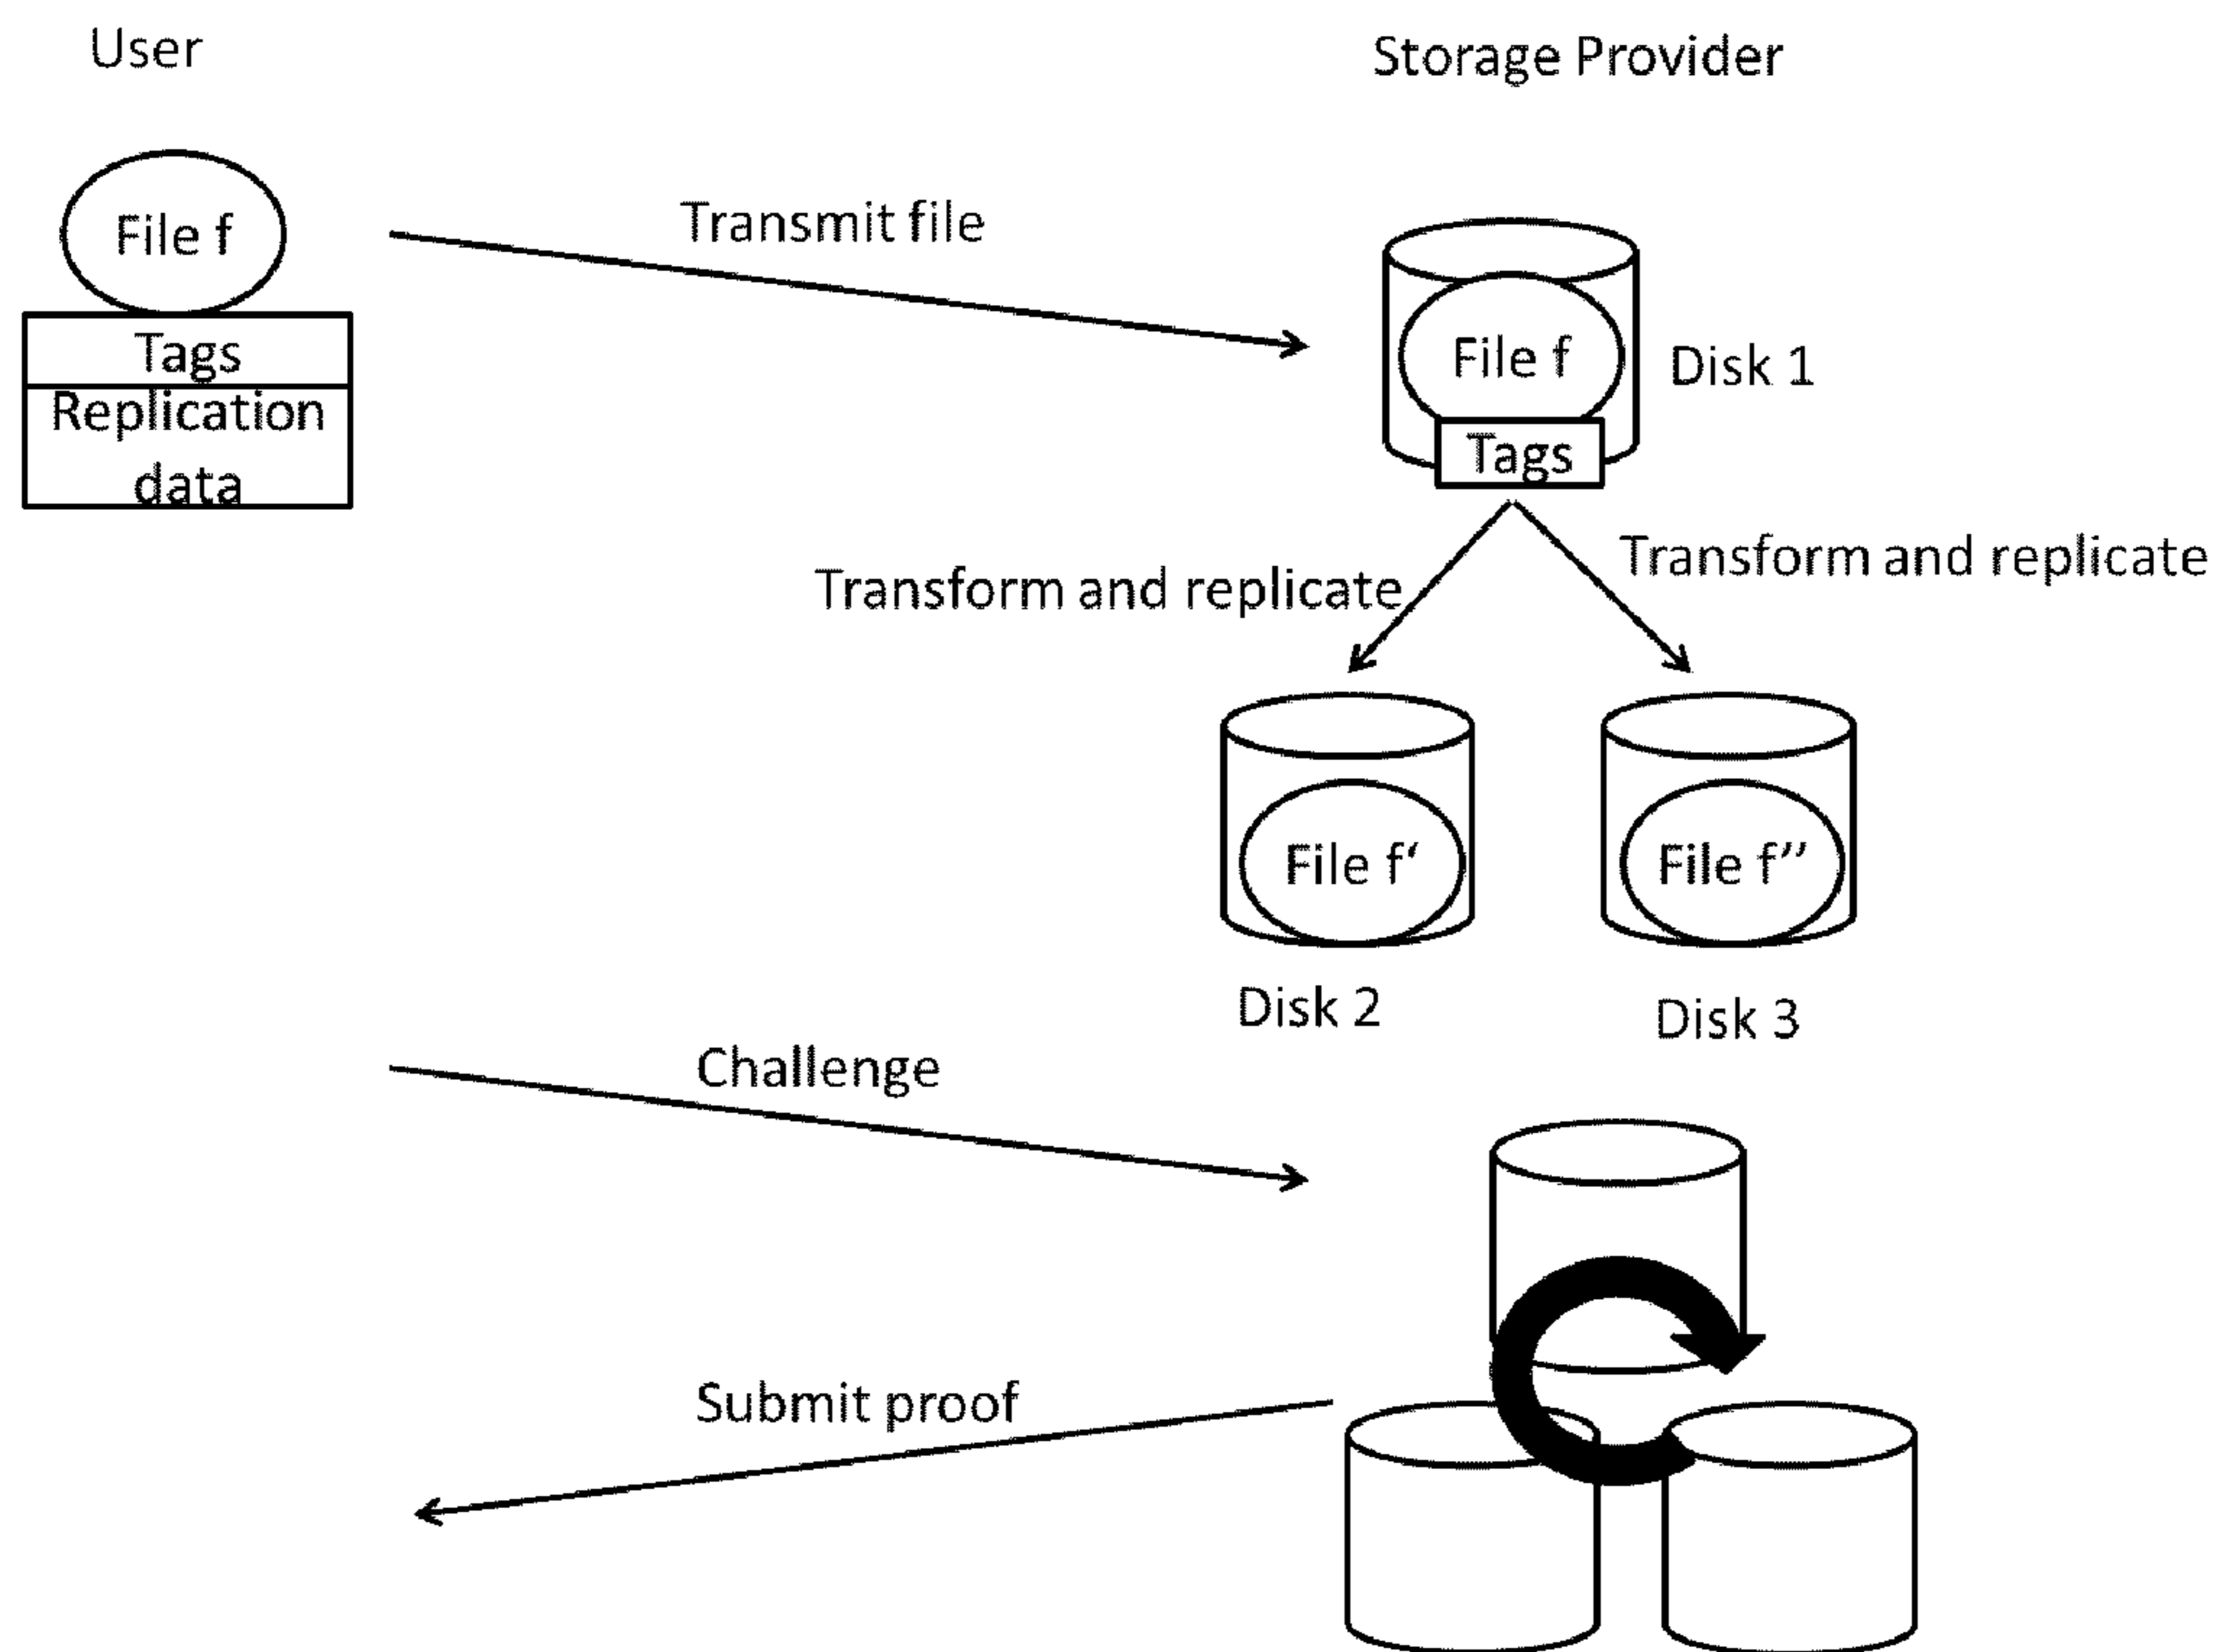 User
Storage Provider
File f
Tags
Replication
data
Transmit file
File f
Disk 1
Tags
Transform and replicate
Transform and replicate
File f‘
File f’’
Disk 2
Disk 3
Challenge
Submit proof